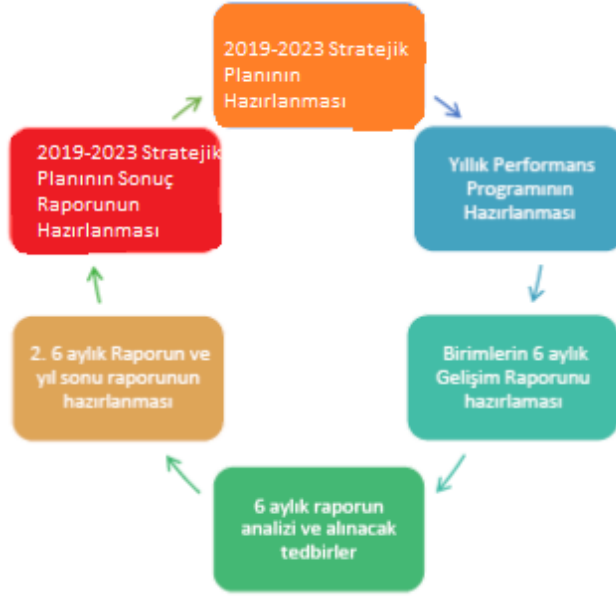 2019-2023 Stratejik
Planının
Hazırlanması
Yıllık Performans
Programının
Hazırlanması
Birimlerin 6 aylık
Gelişim Raporunu
hazırlaması
6 aylık raporun
analizi ve alınacak
tedbirler
2. 6 aylık Raporun ve
yıl sonu raporunun
hazırlanması
2019-2023 Stratejik
Planının Sonuç
Raporunun
Hazırlanması